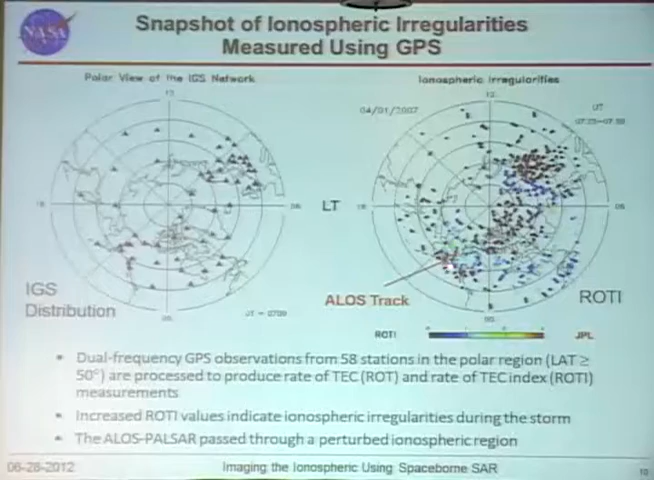 NASA
Snapshot of Ionospheric Irregularities
Measured Using GPS
Polar View of the IGS Network
Ionospheric Irregularities
04/01/2007
UT
LT
IGS
Distribution
ALOS Track
ROTI
ROTI
JPL
• Dual-frequency GPS observations from 58 stations in the polar region (LAT ≥
50°) are processed to produce rate of TEC (ROT) and rate of TEC index (ROTI)
measurements
• Increased ROTI values indicate ionospheric irregularities during the storm
• The ALOS-PALSAR passed through a perturbed ionospheric region
06-28-2012
Imaging the Ionospheric Using Spaceborne SAR
10